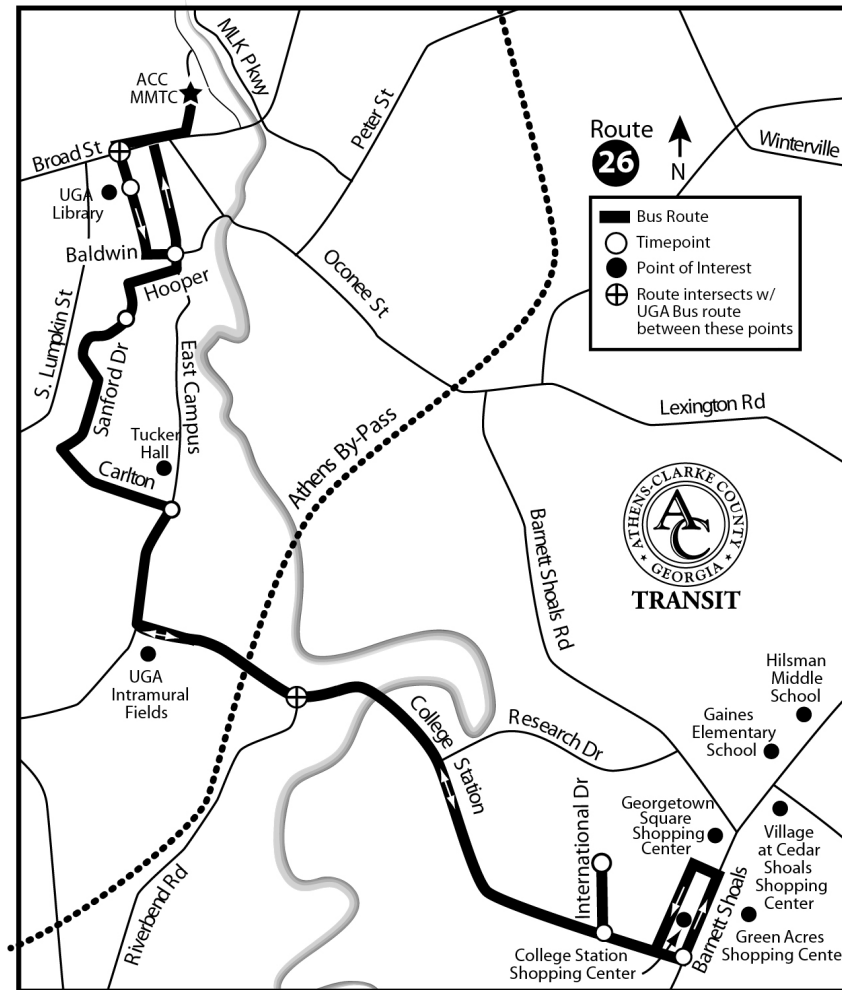 MLK Pkwy
ACC
MMTC
Peter St
Broad St
UGA
Library
Baldwin
Hooper
S. Lumpkin St
Sanford Dr
East Campus
Tucker
Hall
Carlton
Oconee St
Athens By-Pass
Route
26
N
Winterville
Bus Route
Timepoint
Point of Interest
Route intersects w/
UGA Bus route
between these points
Lexington Rd
Barnett Shoals Rd
ATHENS-CLARKE COUNTY
AC
GEORGIA
TRANSIT
UGA
Intramural
Fields
College
Station
Research Dr
Riverbend Rd
International Dr
Hilsman
Middle
School
Gaines
Elementary
School
Georgetown
Square
Shopping
Center
Village
at Cedar
Shoals
Shopping
Center
Barnett Shoals
Green Acres
Shopping Cente
College Station
Shopping Center